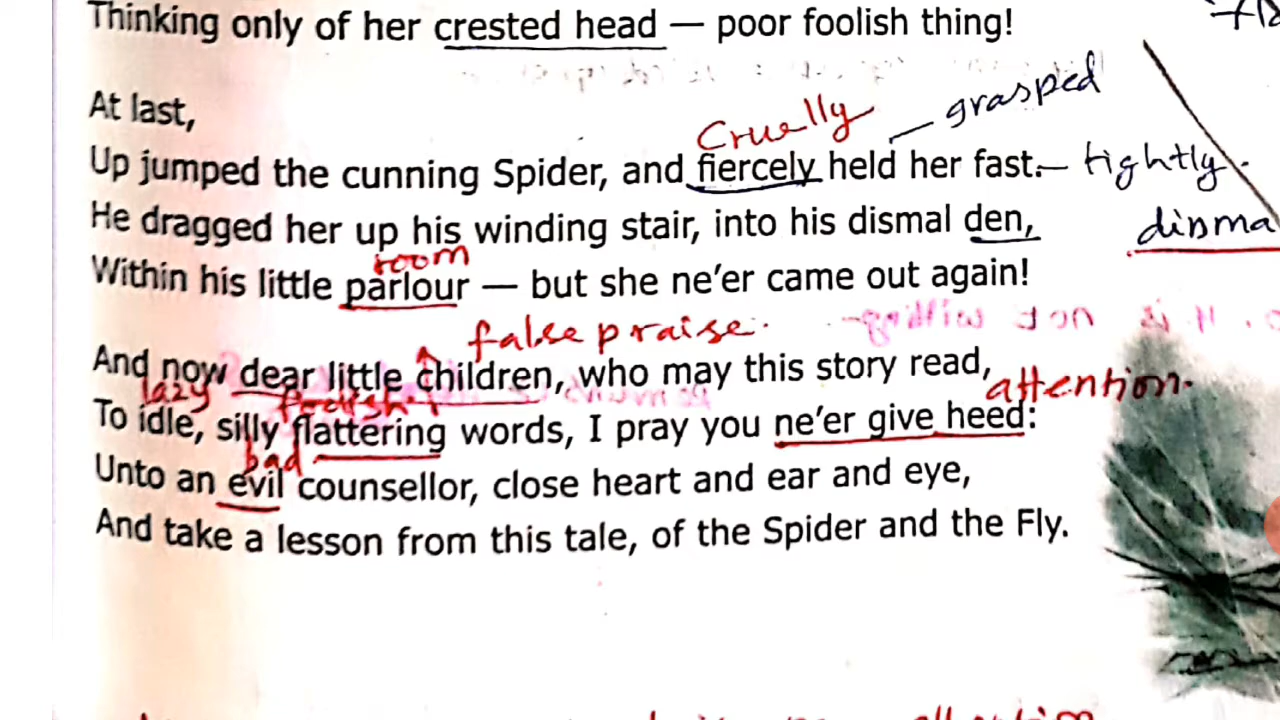 Thinking only of her crested head — poor foolish thing!
At last,
Cruelly
grasped
Up jumped the cunning Spider, and fiercely held her fast. tightly.
He dragged her up his winding stair, into his dismal den,
room
Within his little parlour — but she ne'er came out again!
false praise.
And now dear little children, who may this story read,
lazy foolish attention.
To idle, silly flattering words, I pray you ne'er give heed:
bad
Unto an evil counsellor, close heart and ear and eye,
And take a lesson from this tale, of the Spider and the Fly.